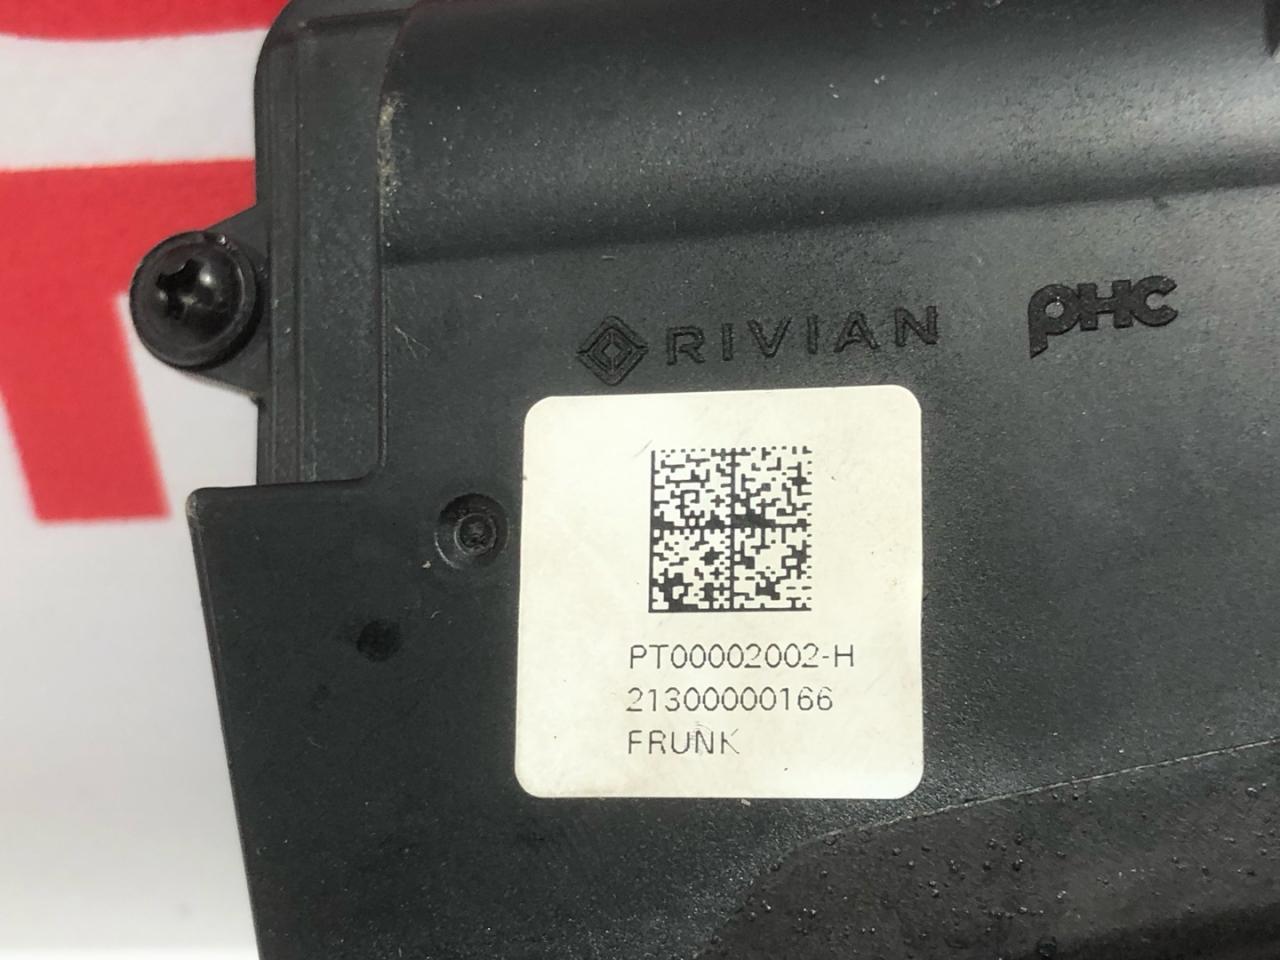 RIVIAN
PHC
PT00002002-H
21300000166
FRUNK